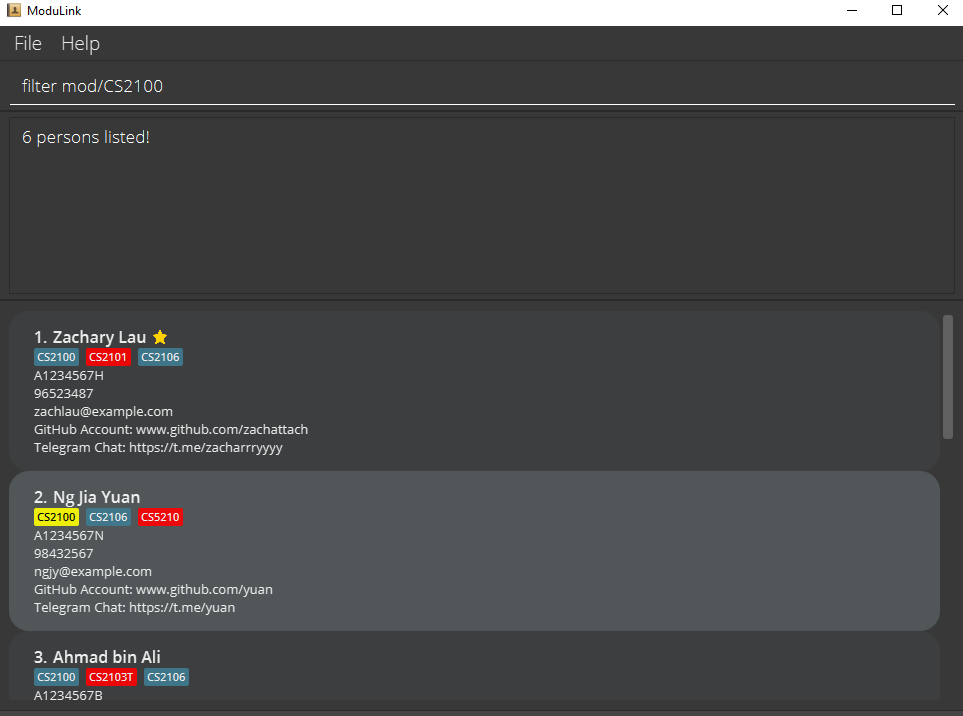 ModuLink
File Help
filter mod/CS2100
6 persons listed!
1. Zachary Lau
CS2100 CS2101 CS2106
A1234567H
96523487
zachlau@example.com
GitHub Account: www.github.com/zachattach
Telegram Chat: https://t.me/zacharrryyyy
2. Ng Jia Yuan
CS2100 CS2106 CS5210
A1234567N
98432567
ngjy@example.com
GitHub Account: www.github.com/yuan
Telegram Chat: https://t.me/yuan
3. Ahmad bin Ali
CS2100 CS2103T CS2106
A1234567B